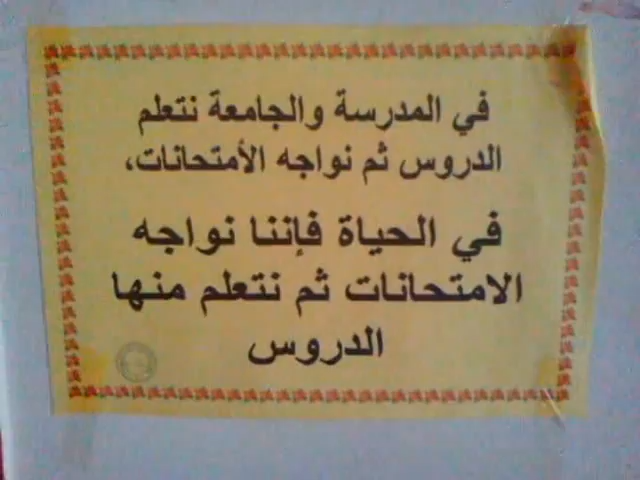 في المدرسة والجامعة نتعلم
الدروس ثم نواجه الأمتحانات،
في الحياة فإننا نواجه
الامتحانات ثم نتعلم منها
الدروس